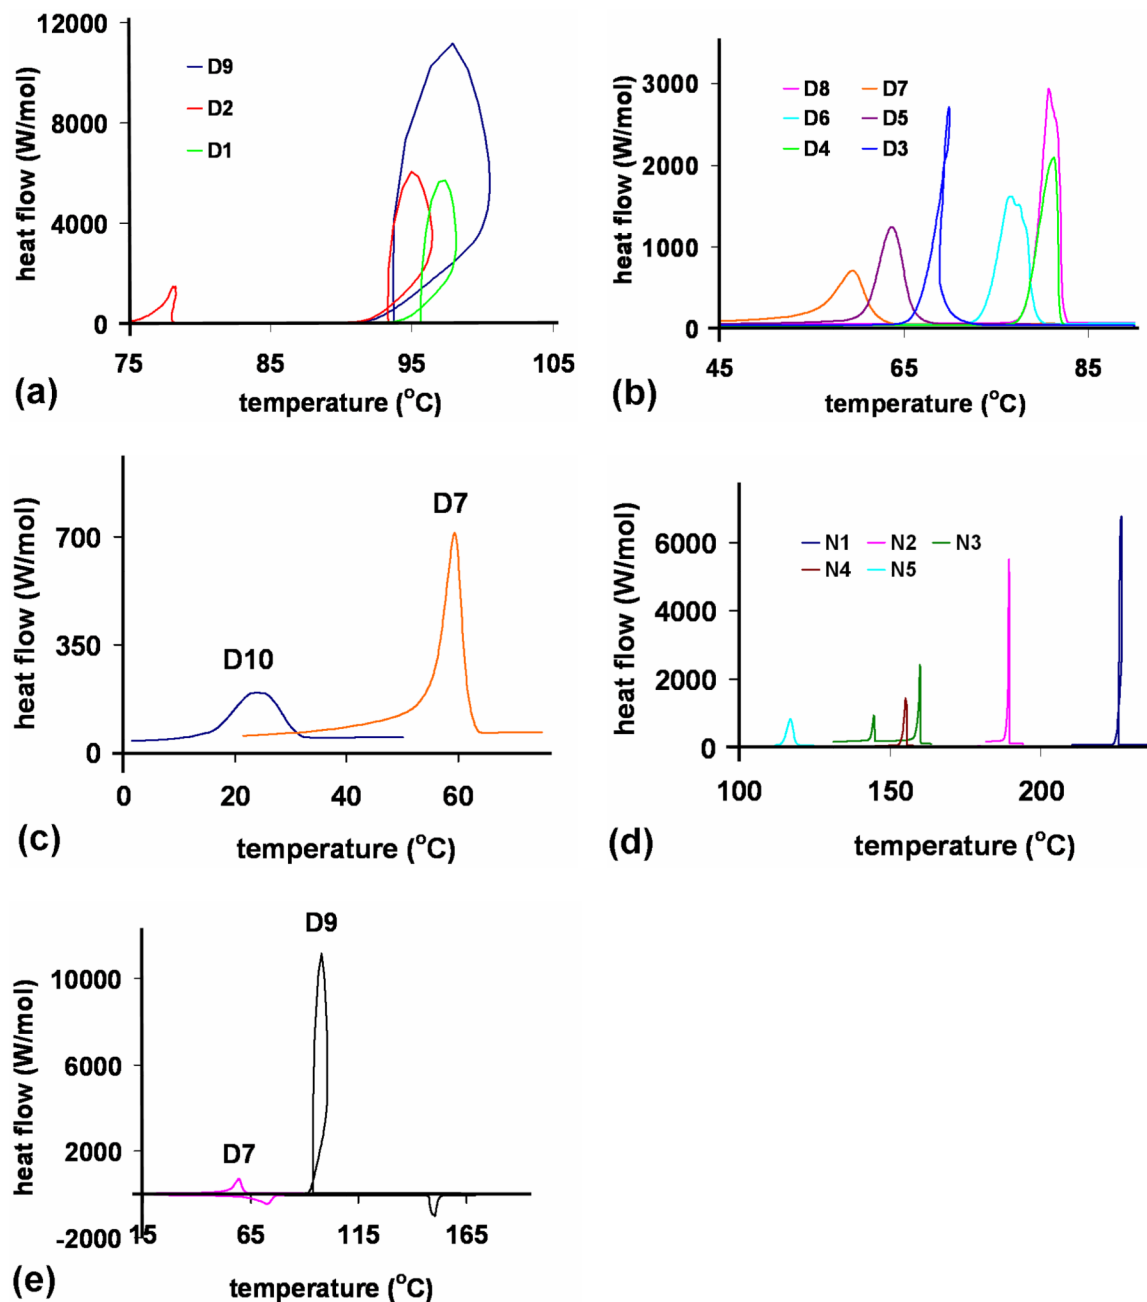 12000
8000
4000
0
heat flow (W/mol)
D9
D2
D1
75
85
95
105
temperature (°C)
(a)
3000
2000
1000
0
heat flow (W/mol)
D8 D7
D6 D5
D4 D3
45
65
85
temperature (°C)
(b)
700
350
0
heat flow (W/mol)
D7
D10
0
20
40
60
temperature (°C)
(c)
6000
4000
2000
0
heat flow (W/mol)
N1 N2 N3
N4 N5
100
150
200
temperature (°C)
(d)
D9
10000
6000
2000
-2000
heat flow (W/mol)
D7
15
65
115
165
temperature (°C)
(e)